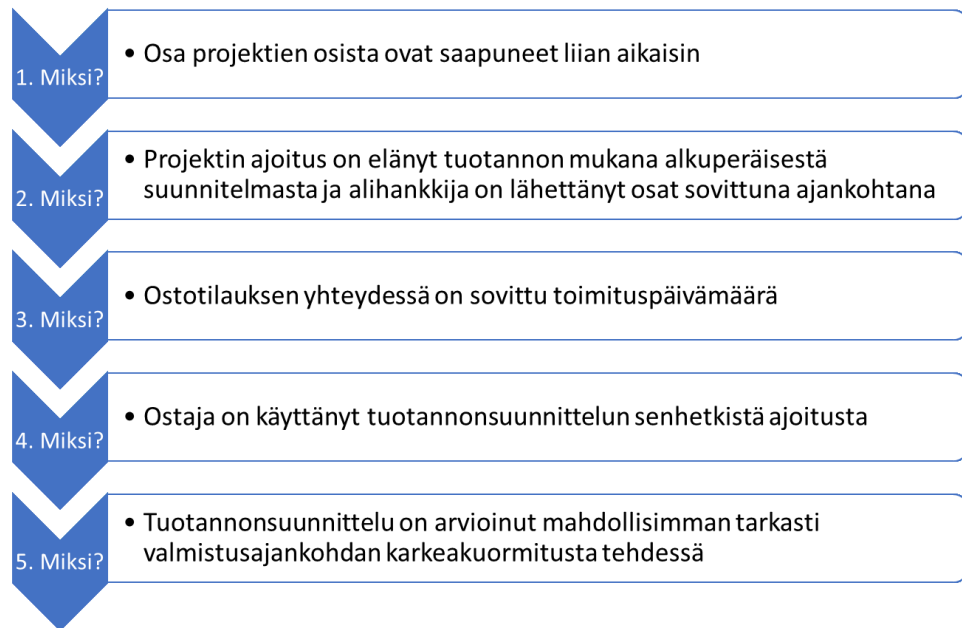 1. Miksi?
• Osa projektien osista ovat saapuneet liian aikaisin
2. Miksi?
• Projektin ajoitus on elänyt tuotannon mukana alkuperäisestä
suunnitelmasta ja alihankkija on lähettänyt osat sovittuna ajankohtana
3. Miksi?
• Ostotilauksen yhteydessä on sovittu toimituspäivämäärä
4. Miksi?
• Ostaja on käyttänyt tuotannonsuunnittelun senhetkistä ajoitusta
5. Miksi?
• Tuotannonsuunnittelu on arvioinut mahdollisimman tarkasti
valmistusajankohdan karkeakuormitusta tehdessä